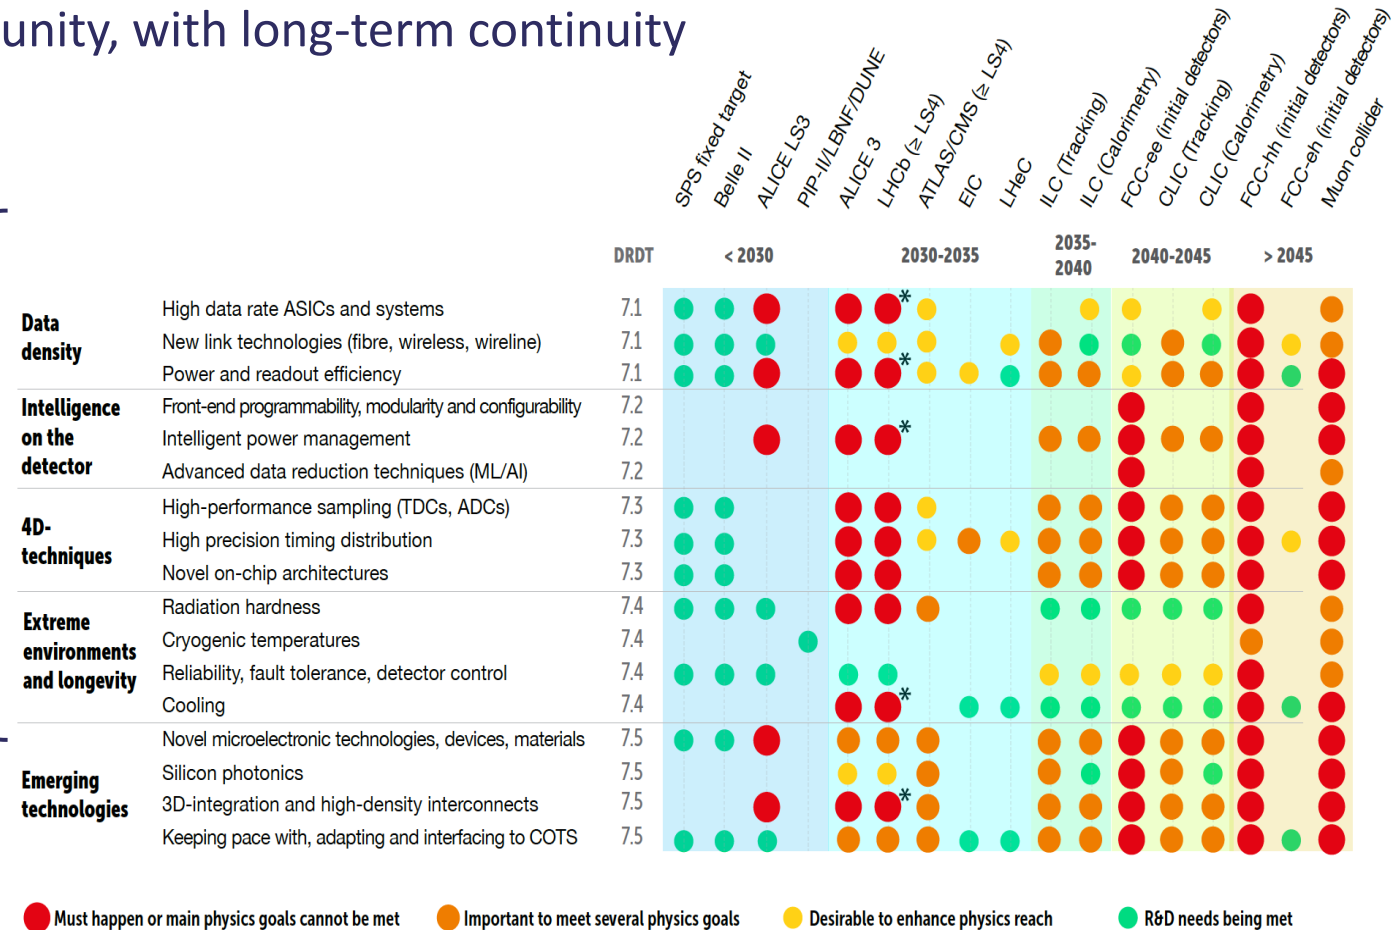 unity, with long-term continuity
SPS fixed target
Belle II
ALICE LS3
PIP-II/LBNF/DUNE
ALICE 3
LHCb (≥ LS4)
ATLAS/CMS (≥ LS4)
EIC
LHeC
ILC (Tracking)
ILC (Calorimetry)
FCC-ee (initial detectors)
CLIC (Tracking)
CLIC (Calorimetry)
FCC-hh (initial detectors)
FCC-eh (initial detectors)
Muon collider
DRDT
< 2030
2030-2035
2035-
2040
2040-2045
> 2045
Data
density
High data rate ASICs and systems 7.1 *
New link technologies (fibre, wireless, wireline) 7.1
Power and readout efficiency 7.1 *
Intelligence
on the
detector
Front-end programmability, modularity and configurability 7.2
Intelligent power management 7.2 *
Advanced data reduction techniques (ML/AI) 7.2
4D-
techniques
High-performance sampling (TDCs, ADCs) 7.3
High precision timing distribution 7.3
Novel on-chip architectures 7.3
Extreme
environments
and longevity
Radiation hardness 7.4
Cryogenic temperatures 7.4
Reliability, fault tolerance, detector control 7.4
Cooling 7.4 *
Emerging
technologies
Novel microelectronic technologies, devices, materials 7.5
Silicon photonics 7.5
3D-integration and high-density interconnects 7.5 *
Keeping pace with, adapting and interfacing to COTS 7.5
Must happen or main physics goals cannot be met
Important to meet several physics goals
Desirable to enhance physics reach
R&D needs being met